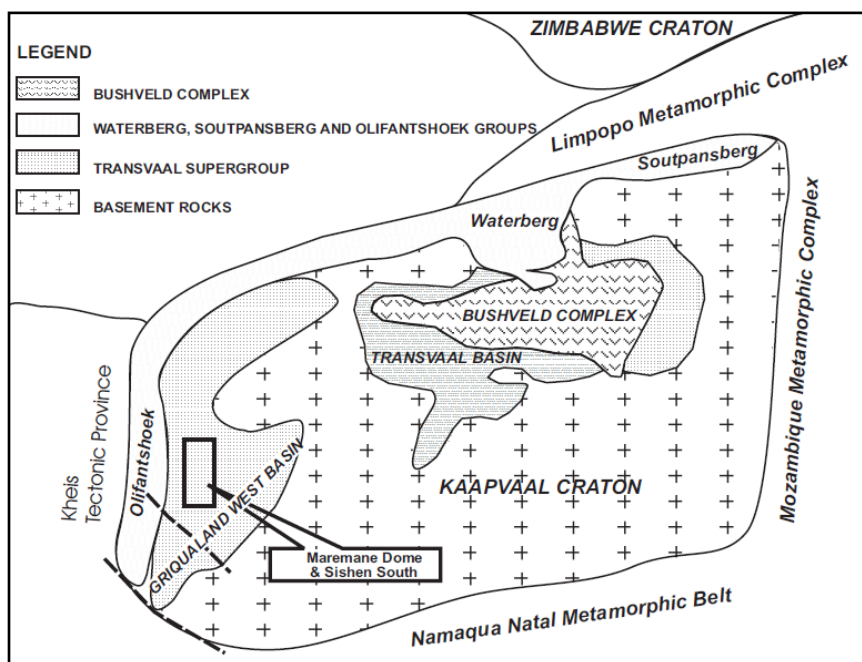 ZIMBABWE CRATON
LEGEND
BUSHVELD COMPLEX
WATERBERG, SOUTPANSBERG AND OLIFANTSHOEK GROUPS
TRANSVAAL SUPERGROUP
BASEMENT ROCKS
Limpopo Metamorphic Complex
Soutpansberg
Waterberg
BUSHVELD COMPLEX
TRANSVAAL BASIN
Mozambique Metamorphic Complex
Kheis
Tectonic Province
Olifantshoek
GRIQUALAND WEST BASIN
KAAPVAAL CRATON
Maremane Dome
& Sishen South
Namaqua Natal Metamorphic Belt